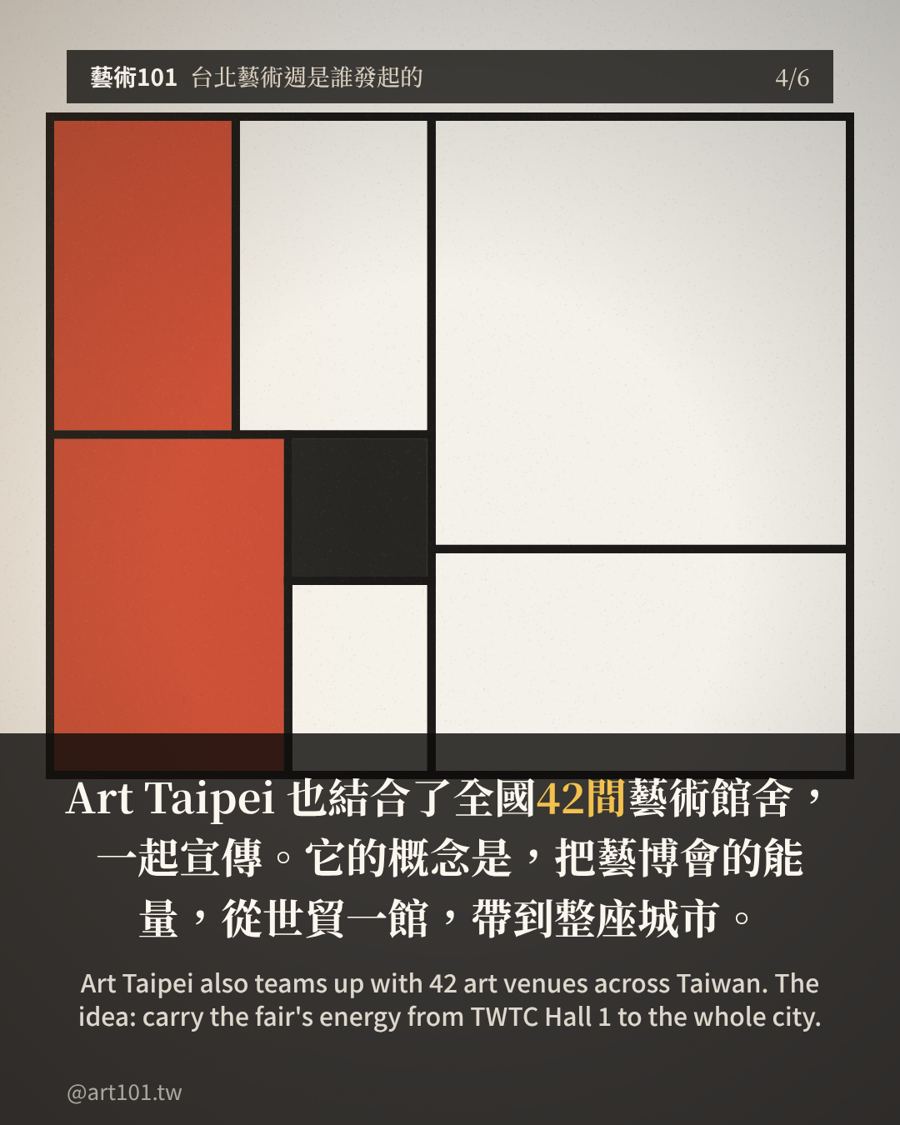 藝術101 台北藝術週是誰發起的 4/6
Art Taipei 也結合了全國42間藝術館舍，
一起宣傳。它的概念是，把藝博會的能
量，從世貿一館，帶到整座城市。
Art Taipei also teams up with 42 art venues across Taiwan. The
idea: carry the fair's energy from TWTC Hall 1 to the whole city.
@art101.tw